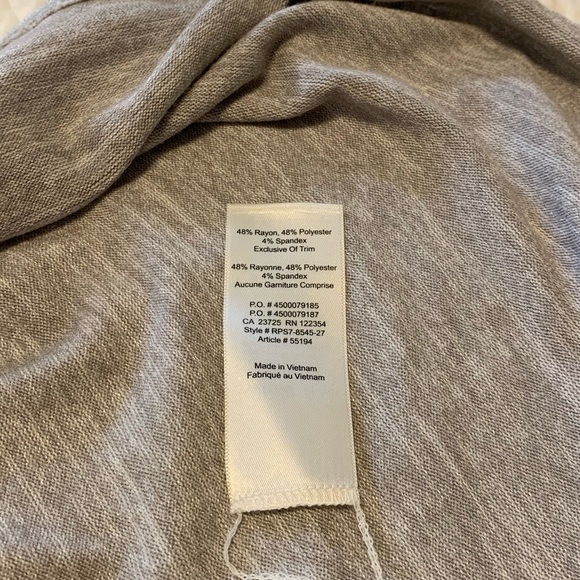 48% Rayon, 48% Polyester
4% Spandex
Exclusive Of Trim
48% Rayonne, 48% Polyester
4% Spandex
Aucune Garniture Comprise
P.O. # 4500079185
P.O. # 4500079187
CA 23725 RN 122354
Style # RPS7-8545-27
Article # 55194
Made in Vietnam
Fabriqué au Vietnam